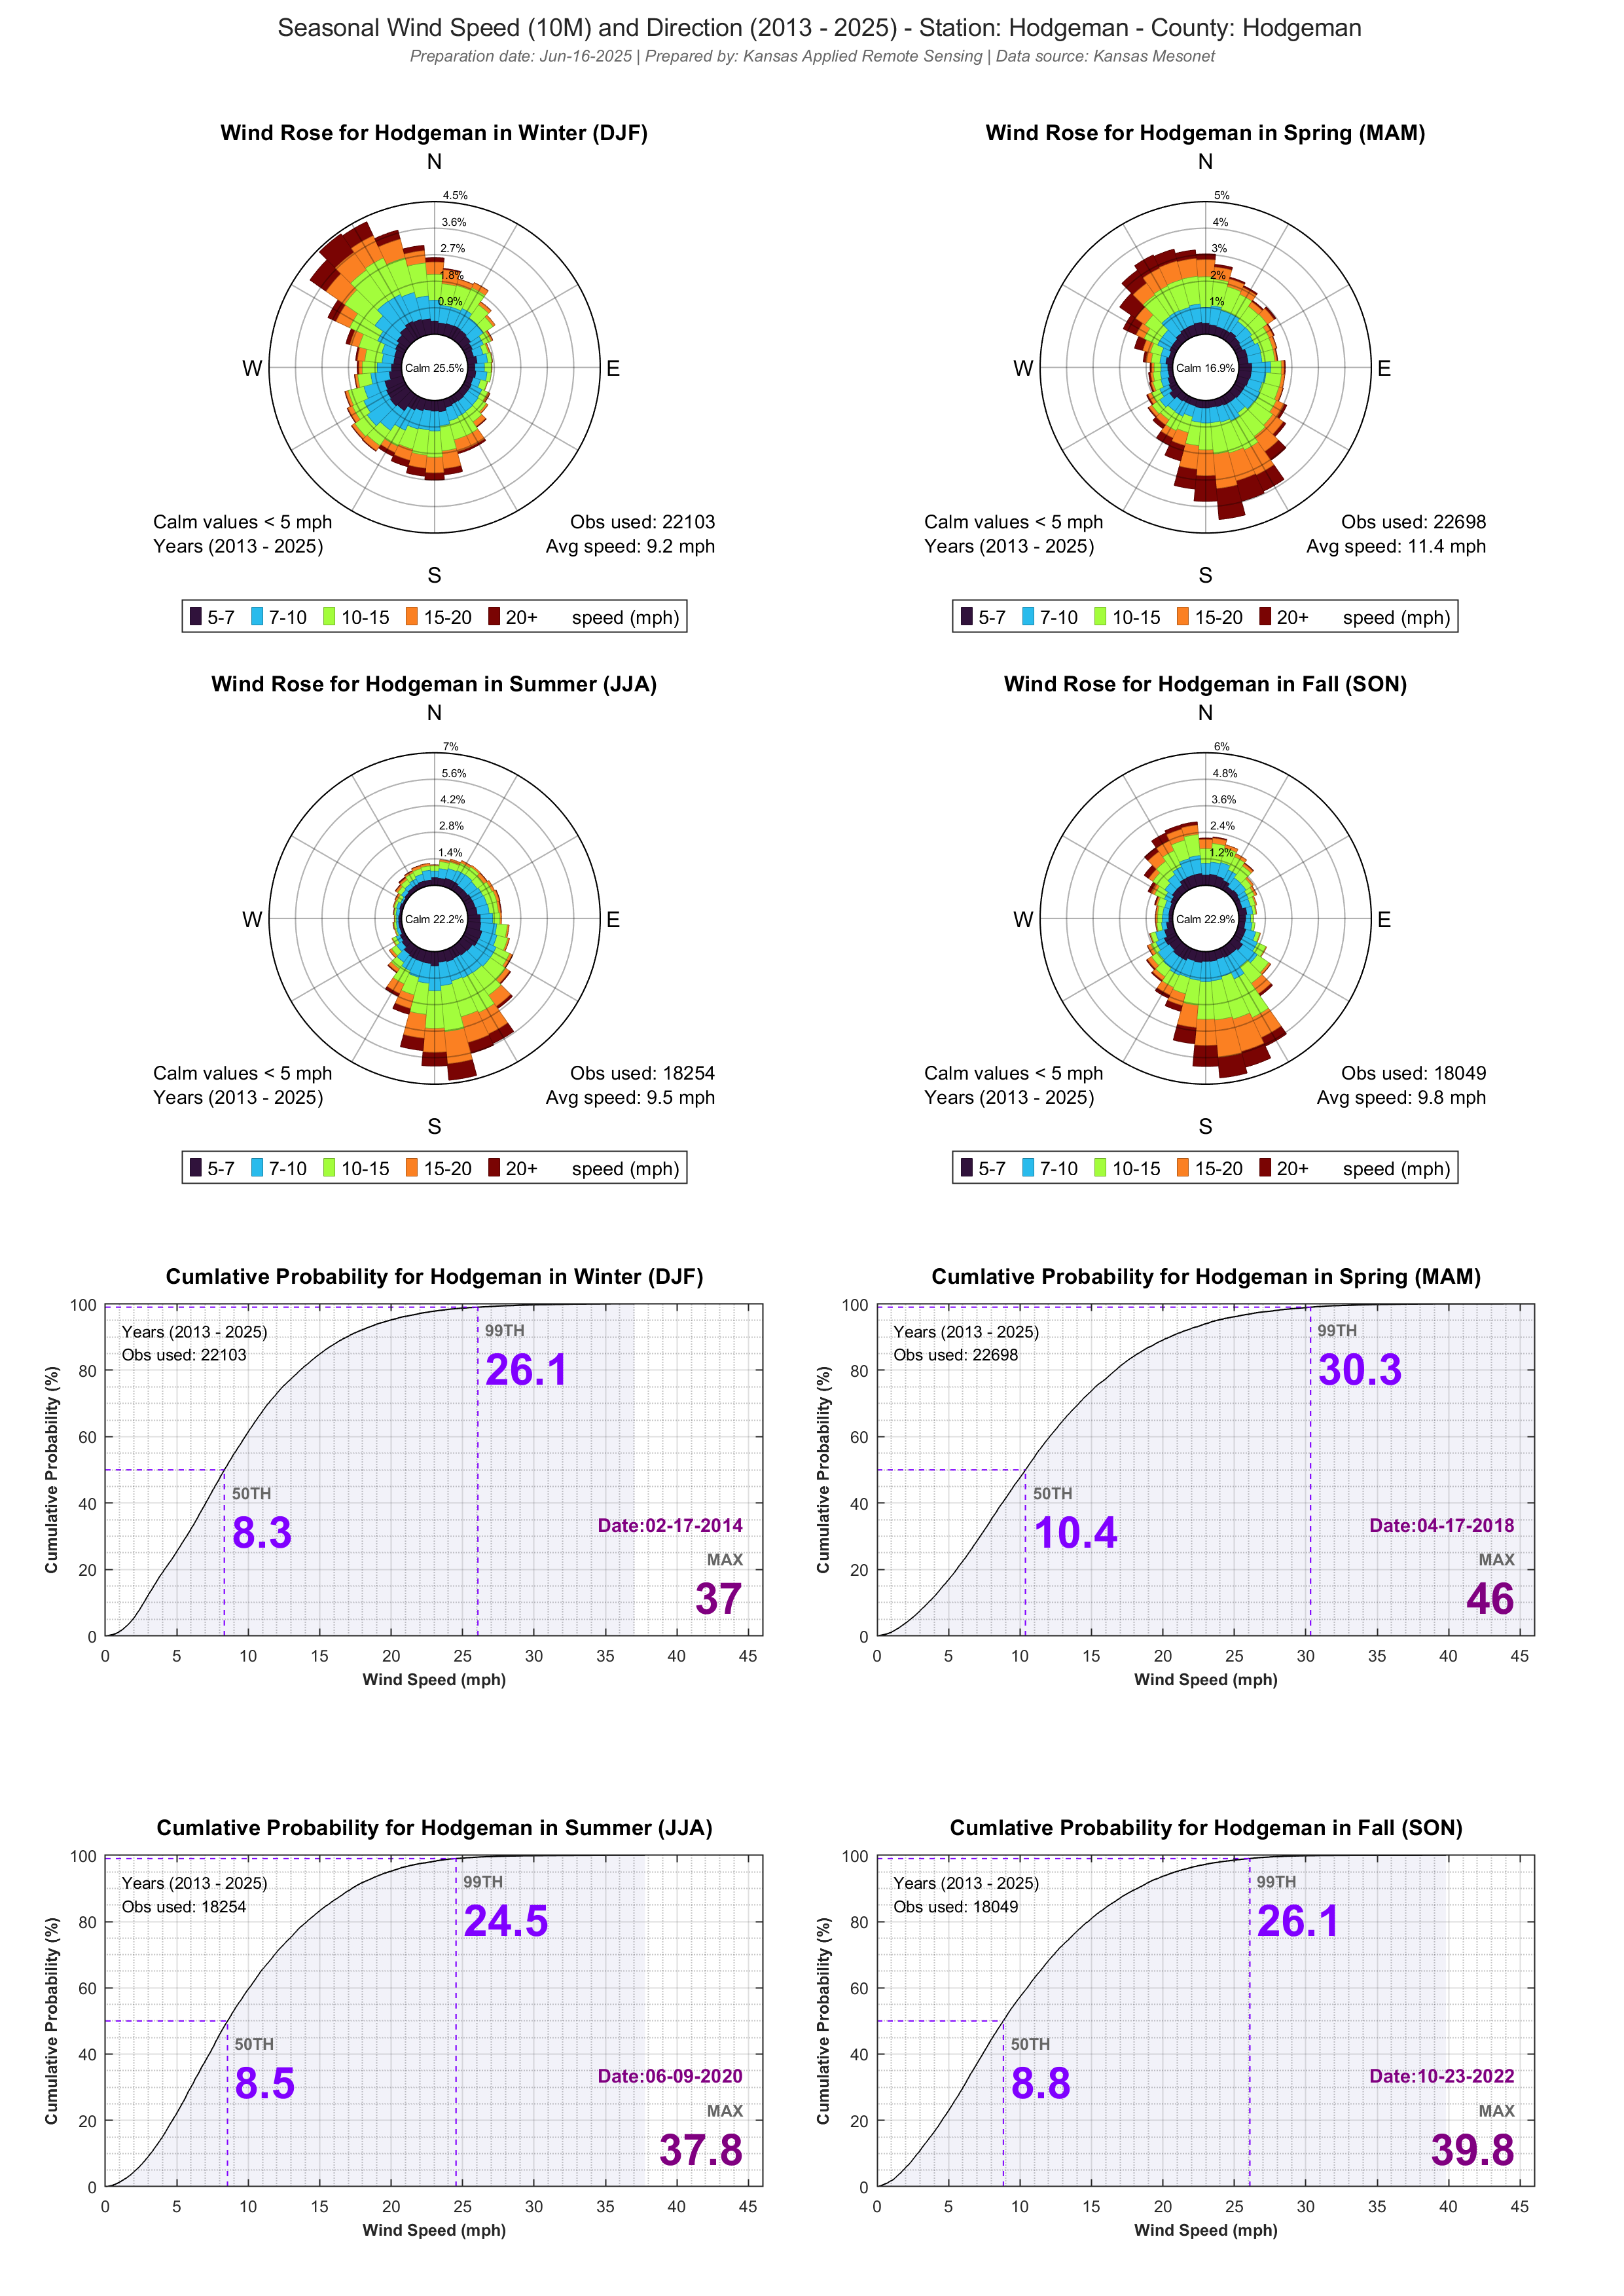 Seasonal Wind Speed (10M) and Direction (2013 - 2025) - Station: Hodgeman - County: Hodgeman
Preparation date: Jun-16-2025 | Prepared by: Kansas Applied Remote Sensing | Data source: Kansas Mesonet
Wind Rose for Hodgeman in Winter (DJF)
N
4.5%
3.6%
2.7%
1.8%
0.9%
W
Calm 25.5%
E
Calm values < 5 mph
Years (2013 - 2025)
Obs used: 22103
Avg speed: 9.2 mph
S
5-7 7-10 10-15 15-20 20+ speed (mph)
Wind Rose for Hodgeman in Spring (MAM)
N
5%
4%
3%
2%
1%
W
Calm 16.9%
E
Calm values < 5 mph
Years (2013 - 2025)
Obs used: 22698
Avg speed: 11.4 mph
S
5-7 7-10 10-15 15-20 20+ speed (mph)
Wind Rose for Hodgeman in Summer (JJA)
N
7%
5.6%
4.2%
2.8%
1.4%
W
Calm 22.2%
E
Calm values < 5 mph
Years (2013 - 2025)
Obs used: 18254
Avg speed: 9.5 mph
S
5-7 7-10 10-15 15-20 20+ speed (mph)
Wind Rose for Hodgeman in Fall (SON)
N
6%
4.8%
3.6%
2.4%
1.2%
W
Calm 22.9%
E
Calm values < 5 mph
Years (2013 - 2025)
Obs used: 18049
Avg speed: 9.8 mph
S
5-7 7-10 10-15 15-20 20+ speed (mph)
Cumlative Probability for Hodgeman in Winter (DJF)
Cumulative Probability (%)
100
80
60
40
20
0
Years (2013 - 2025)
Obs used: 22103
99TH
26.1
50TH
8.3
Date:02-17-2014
MAX
37
0 5 10 15 20 25 30 35 40 45
Wind Speed (mph)
Cumlative Probability for Hodgeman in Spring (MAM)
Cumulative Probability (%)
100
80
60
40
20
0
Years (2013 - 2025)
Obs used: 22698
99TH
30.3
50TH
10.4
Date:04-17-2018
MAX
46
0 5 10 15 20 25 30 35 40 45
Wind Speed (mph)
Cumlative Probability for Hodgeman in Summer (JJA)
Cumulative Probability (%)
100
80
60
40
20
0
Years (2013 - 2025)
Obs used: 18254
99TH
24.5
50TH
8.5
Date:06-09-2020
MAX
37.8
0 5 10 15 20 25 30 35 40 45
Wind Speed (mph)
Cumlative Probability for Hodgeman in Fall (SON)
Cumulative Probability (%)
100
80
60
40
20
0
Years (2013 - 2025)
Obs used: 18049
99TH
26.1
50TH
8.8
Date:10-23-2022
MAX
39.8
0 5 10 15 20 25 30 35 40 45
Wind Speed (mph)